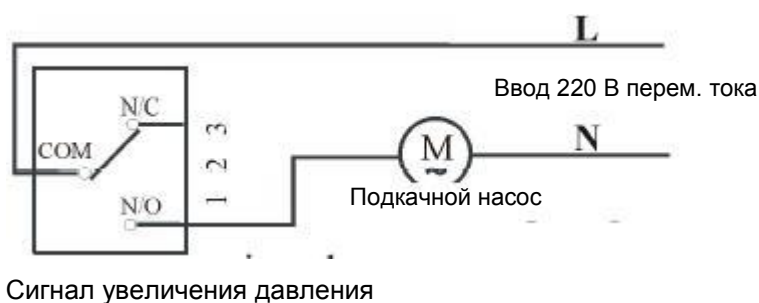 L
Ввод 220 В перем. тока
N/C
COM
3
2
1
M
~
N
N/O
Подкачной насос
Сигнал увеличения давления